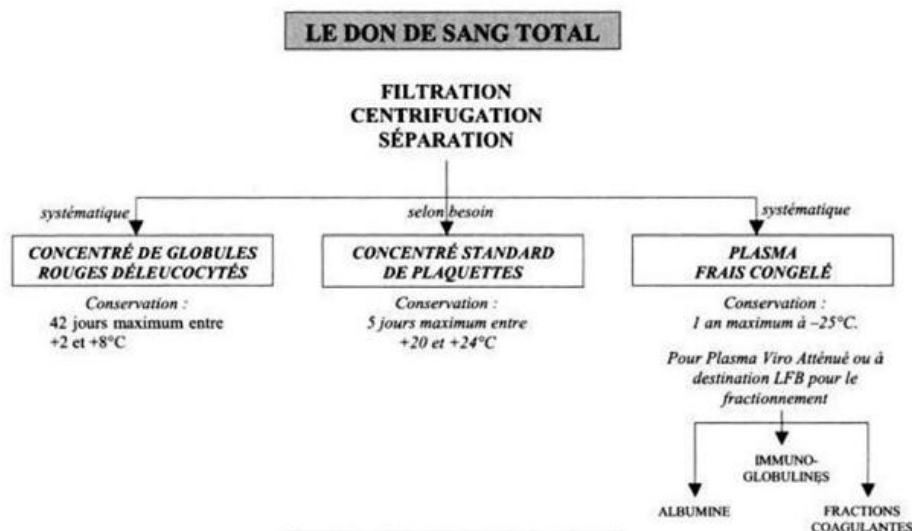 LE DON DE SANG TOTAL
FILTRATION
CENTRIFUGATION
SÉPARATION
systématique
selon besoin
systématique
CONCENTRÉ DE GLOBULES
ROUGES DÉLEUCOCYTÉS
CONCENTRÉ STANDARD
DE PLAQUETTES
PLASMA
FRAIS CONGELÉ
Conservation :
42 jours maximum entre
+2 et +8°C
Conservation :
5 jours maximum entre
+20 et +24°C
Conservation :
1 an maximum à –25°C.
Pour Plasma Viro Atténué ou à
destination LFB pour le
fractionnement
IMMUNO-
GLOBULINES
ALBUMINE
FRACTIONS
COAGULANTES